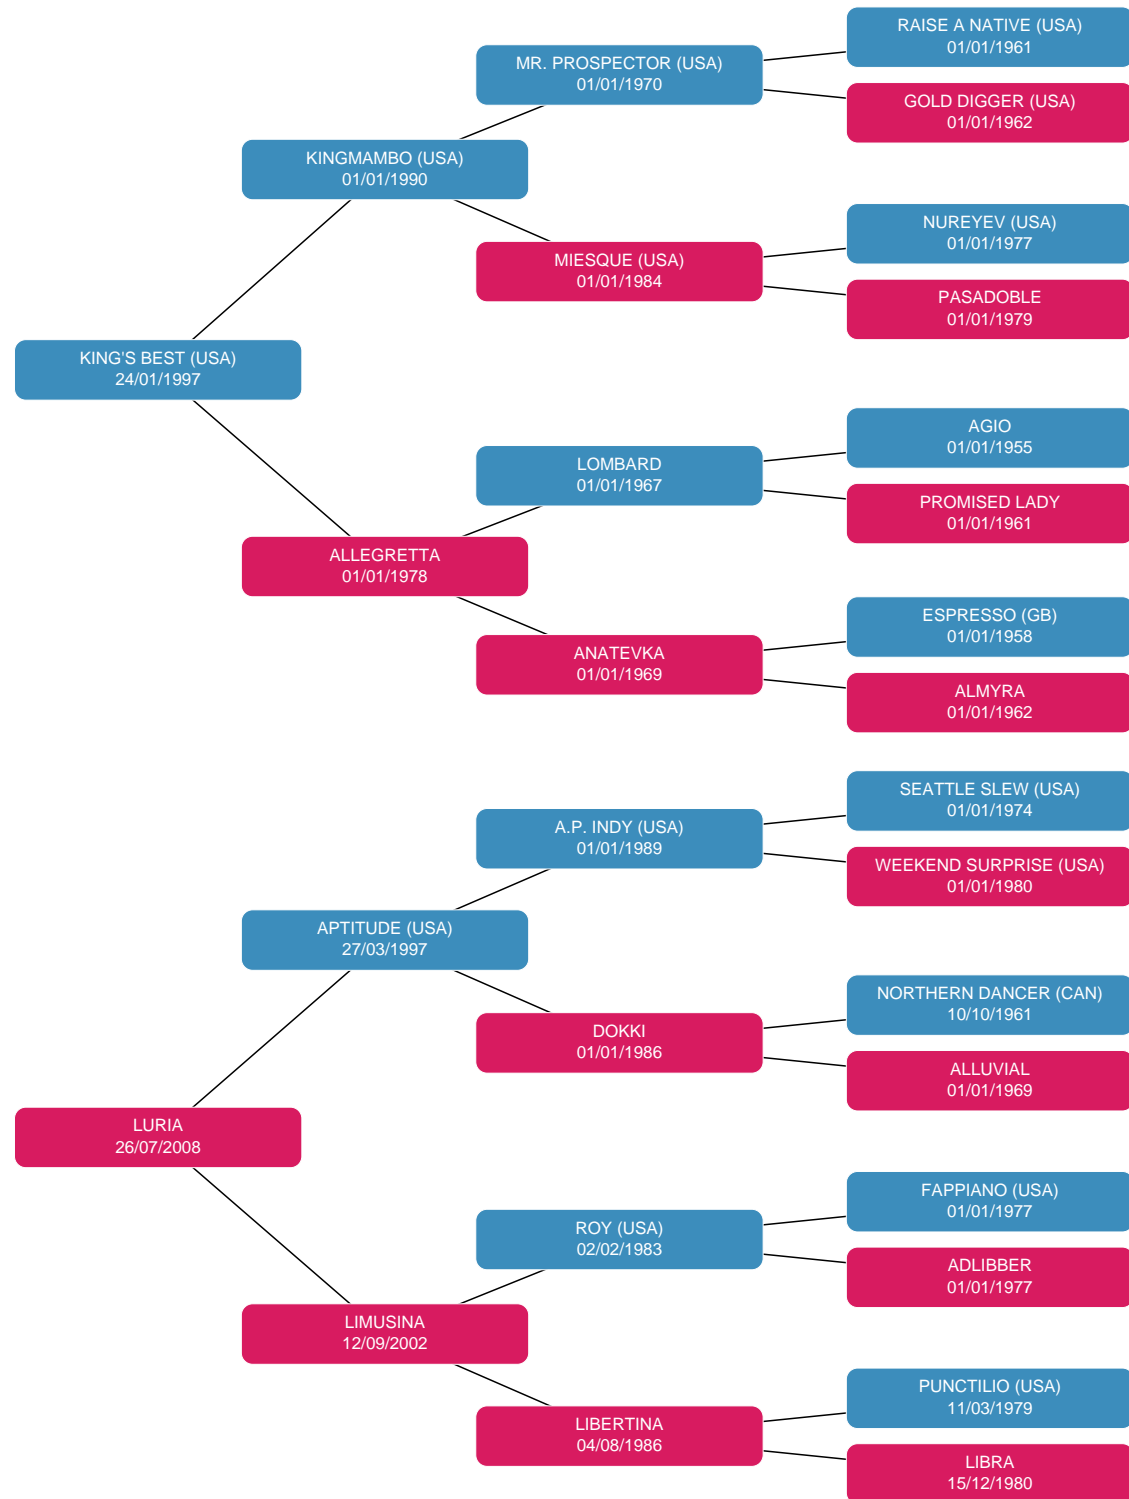 RAISE A NATIVE (USA)
01/01/1961
MR. PROSPECTOR (USA)
01/01/1970
GOLD DIGGER (USA)
01/01/1962
KINGMAMBO (USA)
01/01/1990
NUREYEV (USA)
01/01/1977
MIESQUE (USA)
01/01/1984
PASADOBLE
01/01/1979
KING'S BEST (USA)
24/01/1997
AGIO
01/01/1955
LOMBARD
01/01/1967
PROMISED LADY
01/01/1961
ALLEGRETTA
01/01/1978
ESPRESSO (GB)
01/01/1958
ANATEVKA
01/01/1969
ALMYRA
01/01/1962
SEATTLE SLEW (USA)
01/01/1974
A.P. INDY (USA)
01/01/1989
WEEKEND SURPRISE (USA)
01/01/1980
APTITUDE (USA)
27/03/1997
NORTHERN DANCER (CAN)
10/10/1961
DOKKI
01/01/1986
ALLUVIAL
01/01/1969
LURIA
26/07/2008
FAPPIANO (USA)
01/01/1977
ROY (USA)
02/02/1983
ADLIBBER
01/01/1977
LIMUSINA
12/09/2002
PUNCTILIO (USA)
11/03/1979
LIBERTINA
04/08/1986
LIBRA
15/12/1980